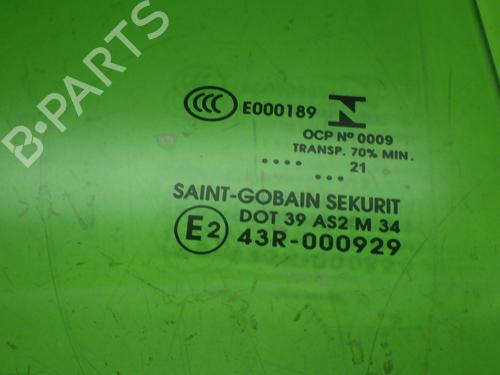 B-PARTS
CCC E000189 N
OCP Nº 0009
TRANSP. 70% MIN.
.... .. 21
...
SAINT-GOBAIN SEKURIT
DOT 39 AS2 M 34
E2 43R-000929